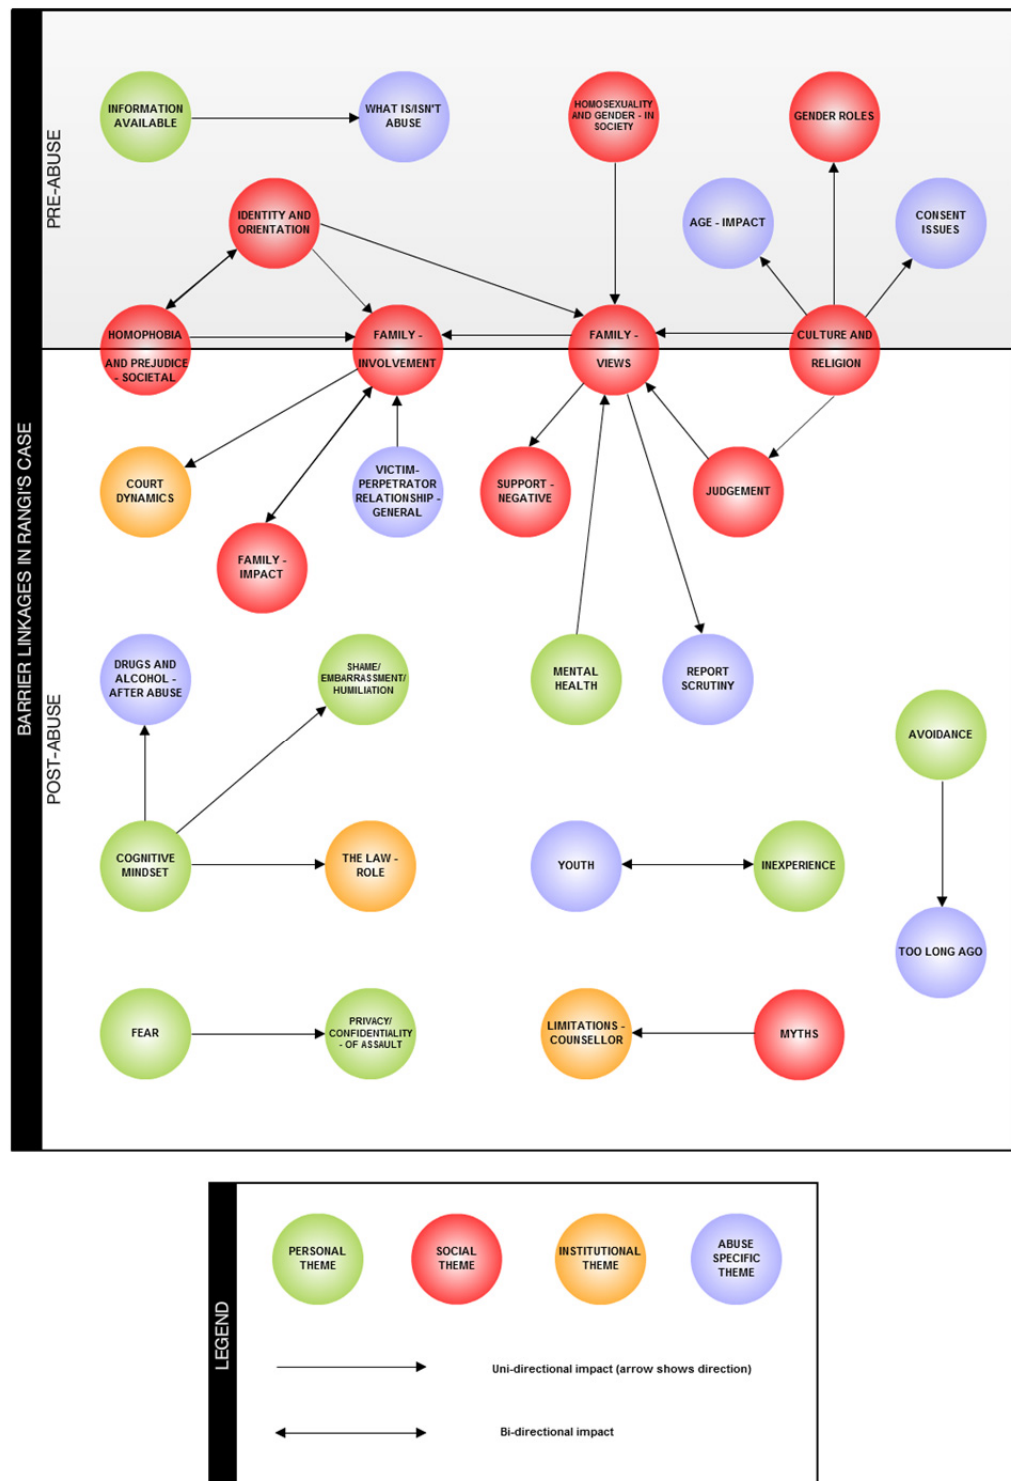 BARRIER LINKAGES IN RANGI'S CASE
PRE-ABUSE
INFORMATION
AVAILABLE
WHAT IS/ISN'T
ABUSE
HOMOSEXUALITY
AND GENDER - IN
SOCIETY
GENDER ROLES
IDENTITY AND
ORIENTATION
AGE - IMPACT
CONSENT
ISSUES
HOMOPHOBIA
AND PREJUDICE
- SOCIETAL
FAMILY -
INVOLVEMENT
FAMILY -
VIEWS
CULTURE AND
RELIGION
POST-ABUSE
COURT
DYNAMICS
VICTIM-
PERPETRATOR
RELATIONSHIP -
GENERAL
SUPPORT -
NEGATIVE
JUDGEMENT
FAMILY -
IMPACT
DRUGS AND
ALCOHOL -
AFTER ABUSE
SHAME/
EMBARRASSMENT/
HUMILIATION
MENTAL
HEALTH
REPORT
SCRUTINY
AVOIDANCE
COGNITIVE
MINDSET
THE LAW -
ROLE
YOUTH
INEXPERIENCE
TOO LONG AGO
FEAR
PRIVACY/
CONFIDENTIALITY
- OF ASSAULT
LIMITATIONS -
COUNSELLOR
MYTHS
LEGEND
PERSONAL
THEME
SOCIAL
THEME
INSTITUTIONAL
THEME
ABUSE
SPECIFIC
THEME
Uni-directional impact (arrow shows direction)
Bi-directional impact